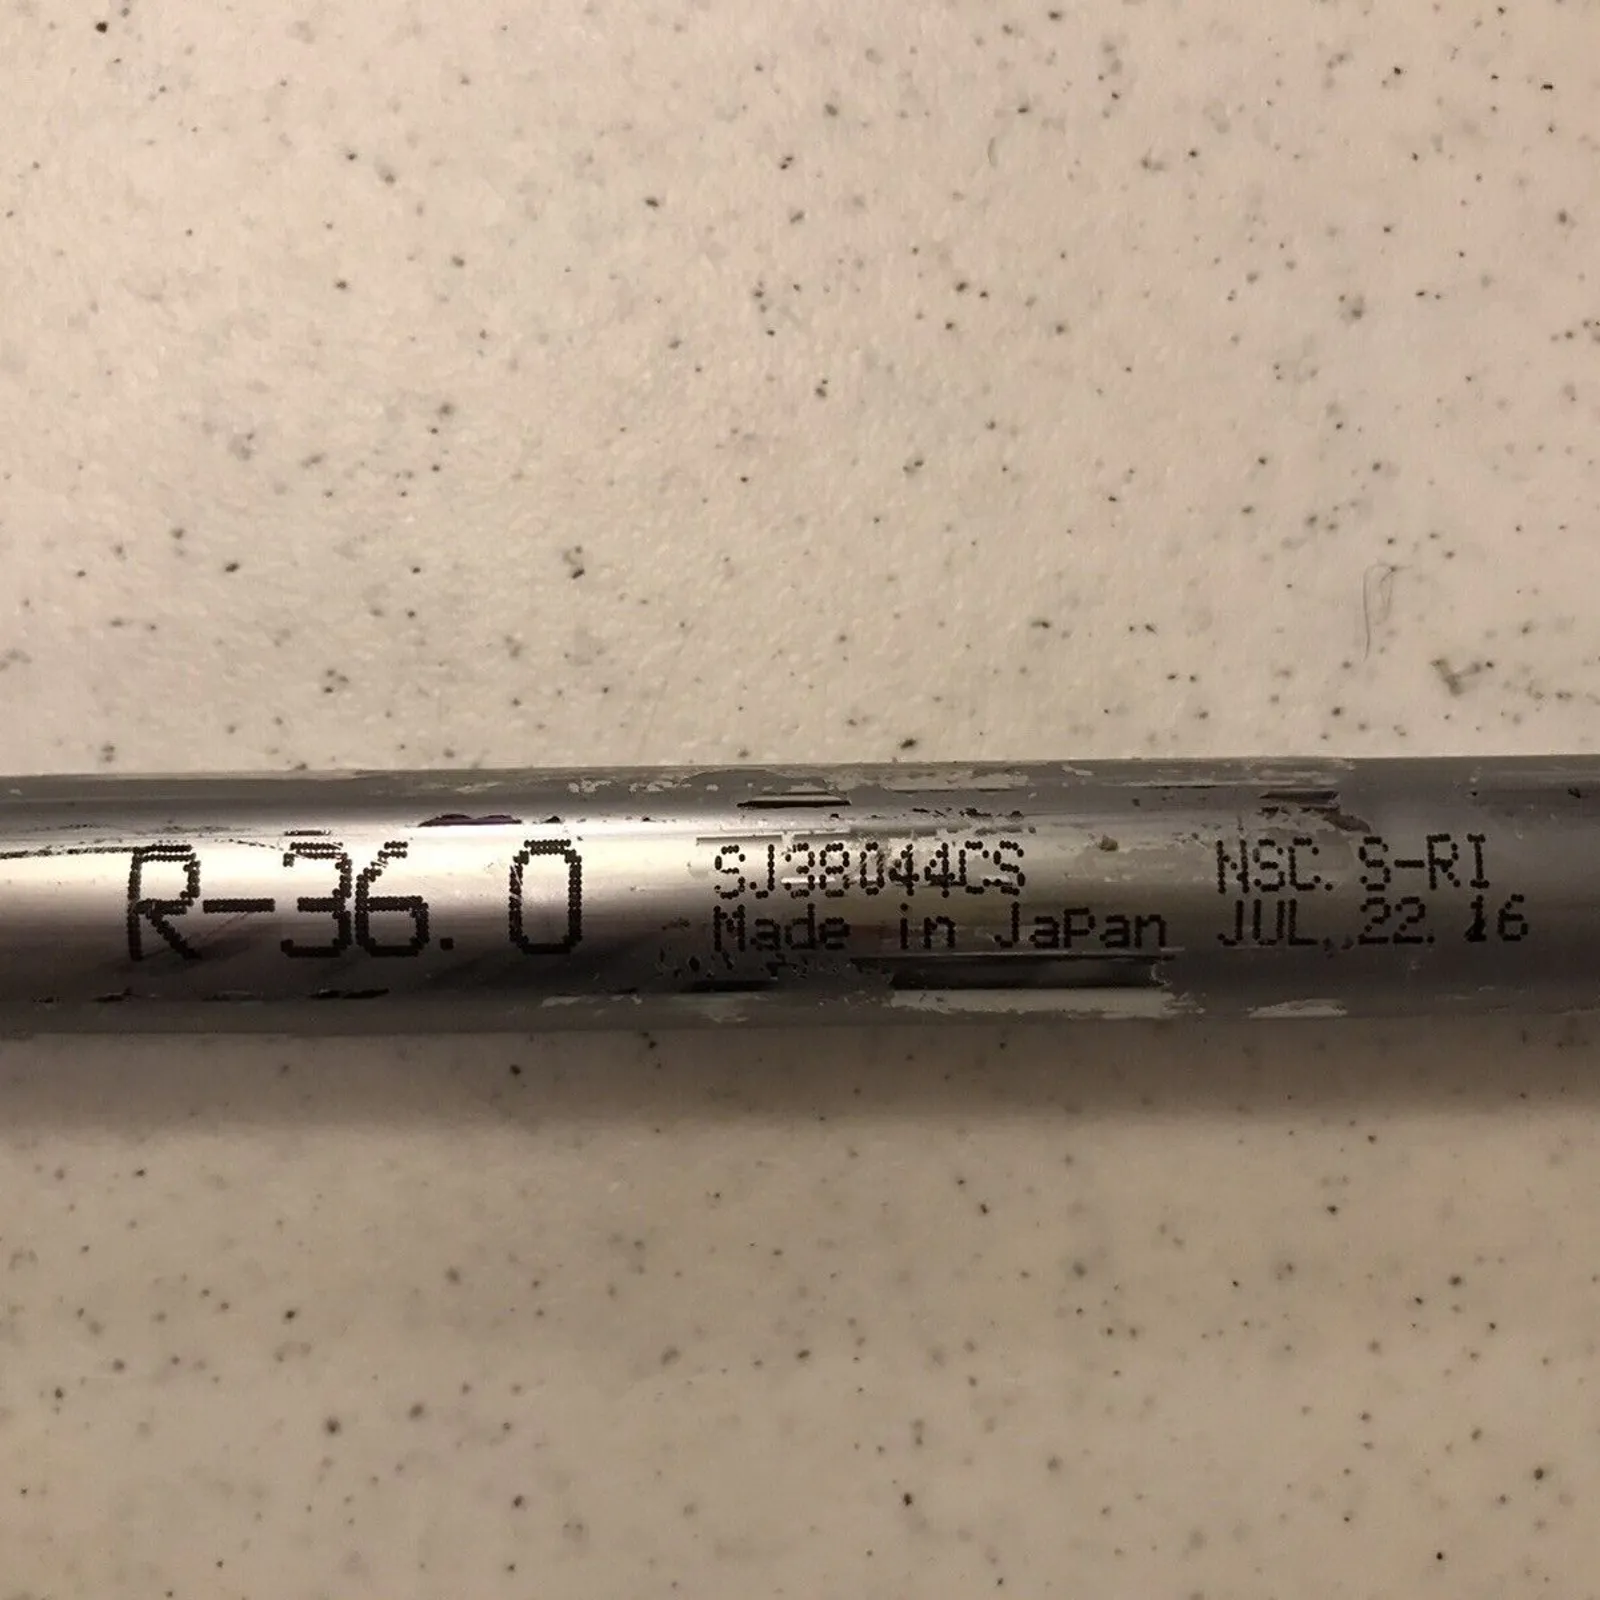 R-36.0
SJ38044CS
Made in JaPan
NSC. S-RI
JUL. 22. 16